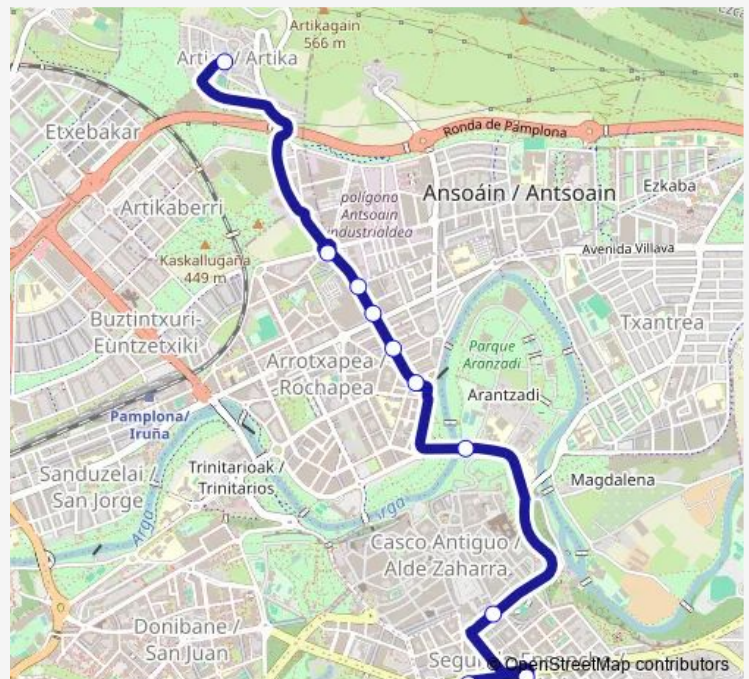 Artikagain
566 m
Artica / Artika
Etxebakar
Ronda de Pamplona
Ansoáin / Antsoain
Ezkaba
polígono
Antsoain
industrialdea
Artikaberri
Avenida Villava
Kaskallugaña
449 m
Buztintxuri-
Euntzetxiki
Txantrea
Parque
Aranzadi
Arrotxapea /
Rochapea
Arantzadi
Pamplona/
Iruña
Sanduzelai /
San Jorge
Trinitarioak /
Trinitarios
Magdalena
Arga
Arga
Casco Antiguo /
Alde Zaharra
Donibane /
San Juan
© OpenStreetMap contributors